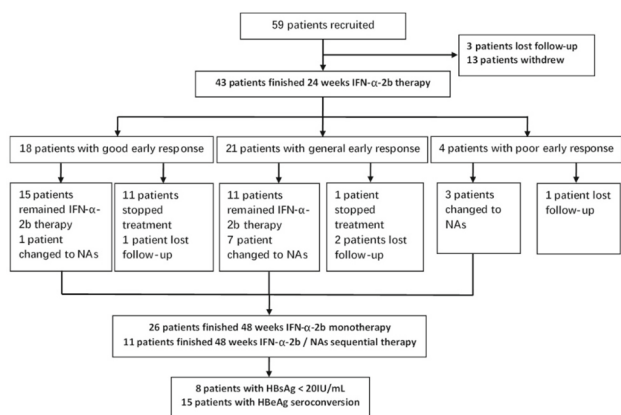 59 patients recruited
3 patients lost follow-up
13 patients withdrew
43 patients finished 24 weeks IFN-α-2b therapy
18 patients with good early response
21 patients with general early response
4 patients with poor early response
15 patients
remained IFN-α-
2b therapy
1 patient
changed to NAs
11 patients
stopped
treatment
1 patient lost
follow-up
11 patients
remained IFN-α-
2b therapy
7 patient
changed to NAs
1 patient
stopped
treatment
2 patients lost
follow-up
3 patients
changed to
NAs
1 patient lost
follow-up
26 patients finished 48 weeks IFN-α-2b monotherapy
11 patients finished 48 weeks IFN-α-2b / NAs sequential therapy
8 patients with HBsAg < 20IU/mL
15 patients with HBeAg seroconversion